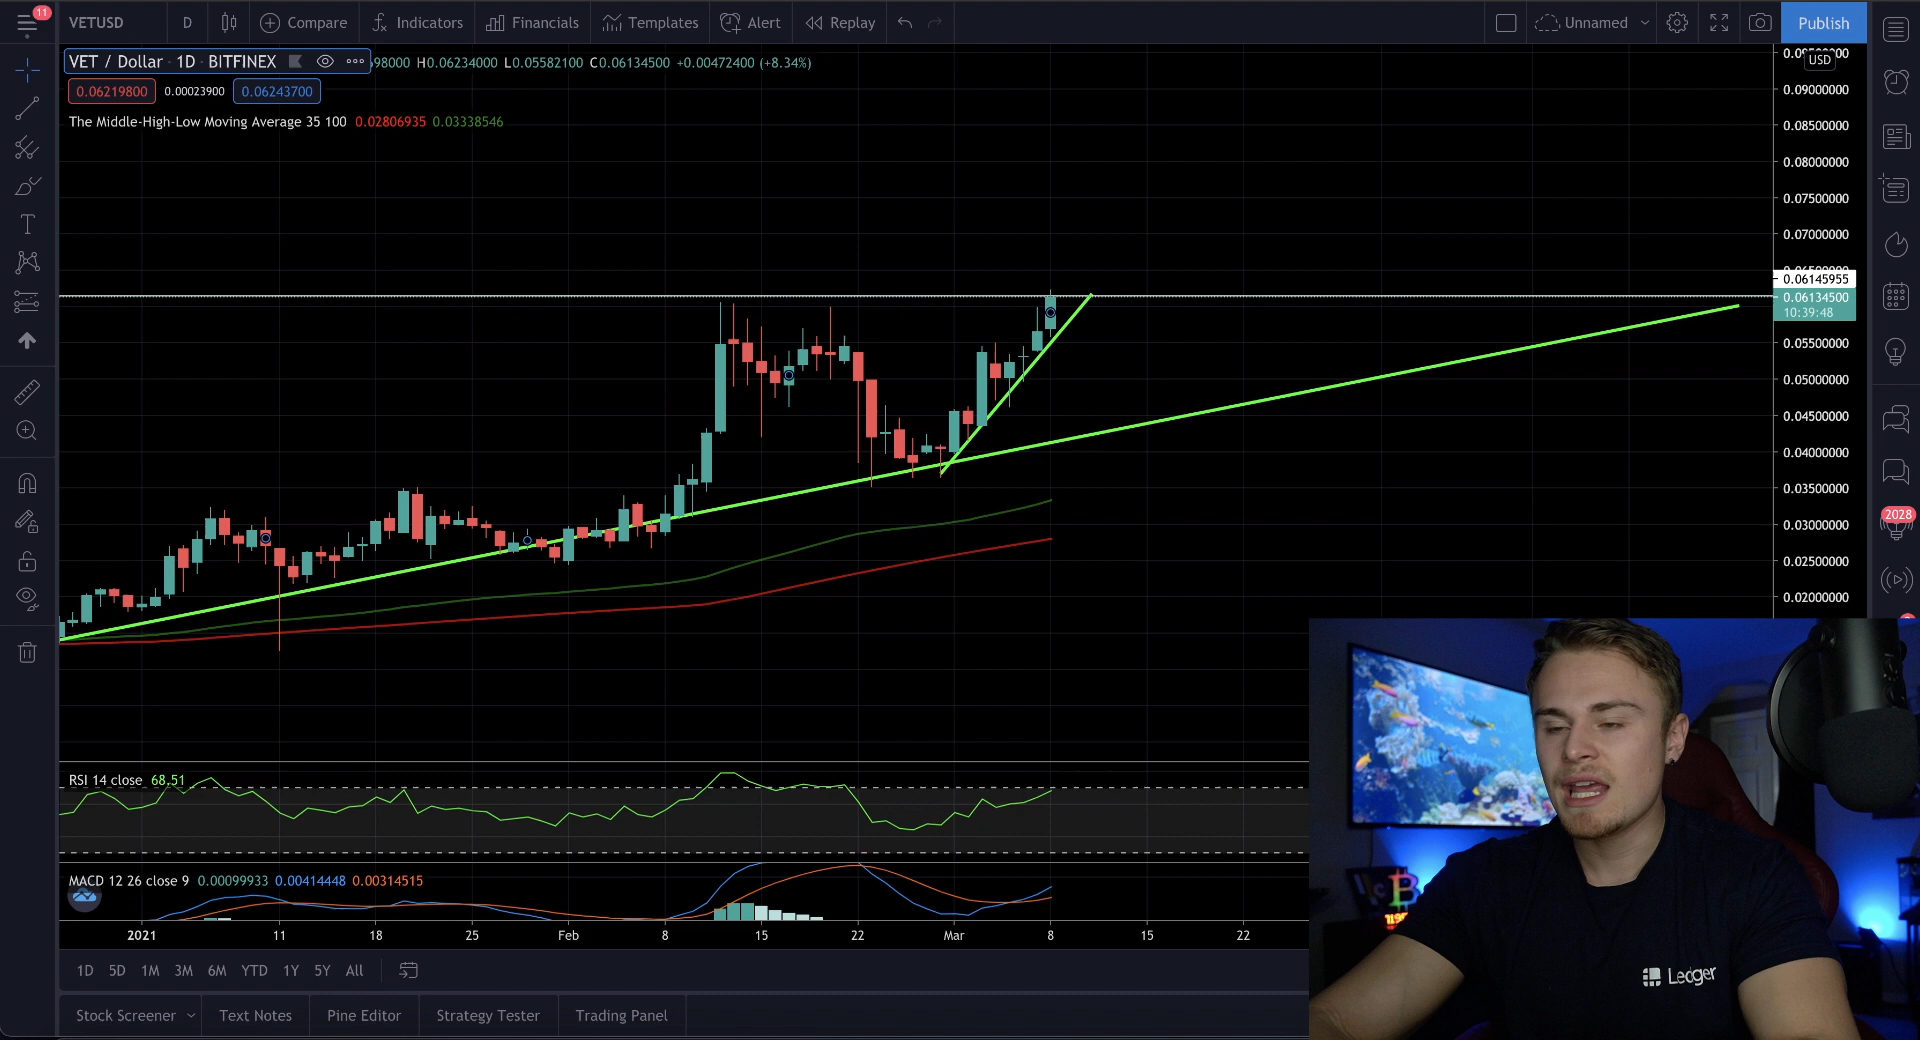 11
VETUSD
D
Compare
Indicators
Financials
Templates
Alert
Replay
Unnamed
Publish
VET / Dollar · 1D · BITFINEX
98000 H0.06234000 L0.05582100 C0.06134500 +0.00472400 (+8.34%)
0.06219800 0.00023900 0.06243700
The Middle-High-Low Moving Average 35 100 0.02806935 0.03338546
USD
0.09000000
0.08500000
0.08000000
0.07500000
0.07000000
0.06145955
0.06134500
10:39:48
0.05500000
0.05000000
0.04500000
0.04000000
0.03500000
0.03000000
0.02500000
0.02000000
2028
RSI 14 close 68.51
MACD 12 26 close 9 0.00099933 0.00414448 0.00314515
2021 11 18 25 Feb 8 15 22 Mar 8 15 22
1D 5D 1M 3M 6M YTD 1Y 5Y All
Stock Screener
Text Notes
Pine Editor
Strategy Tester
Trading Panel
Ledger